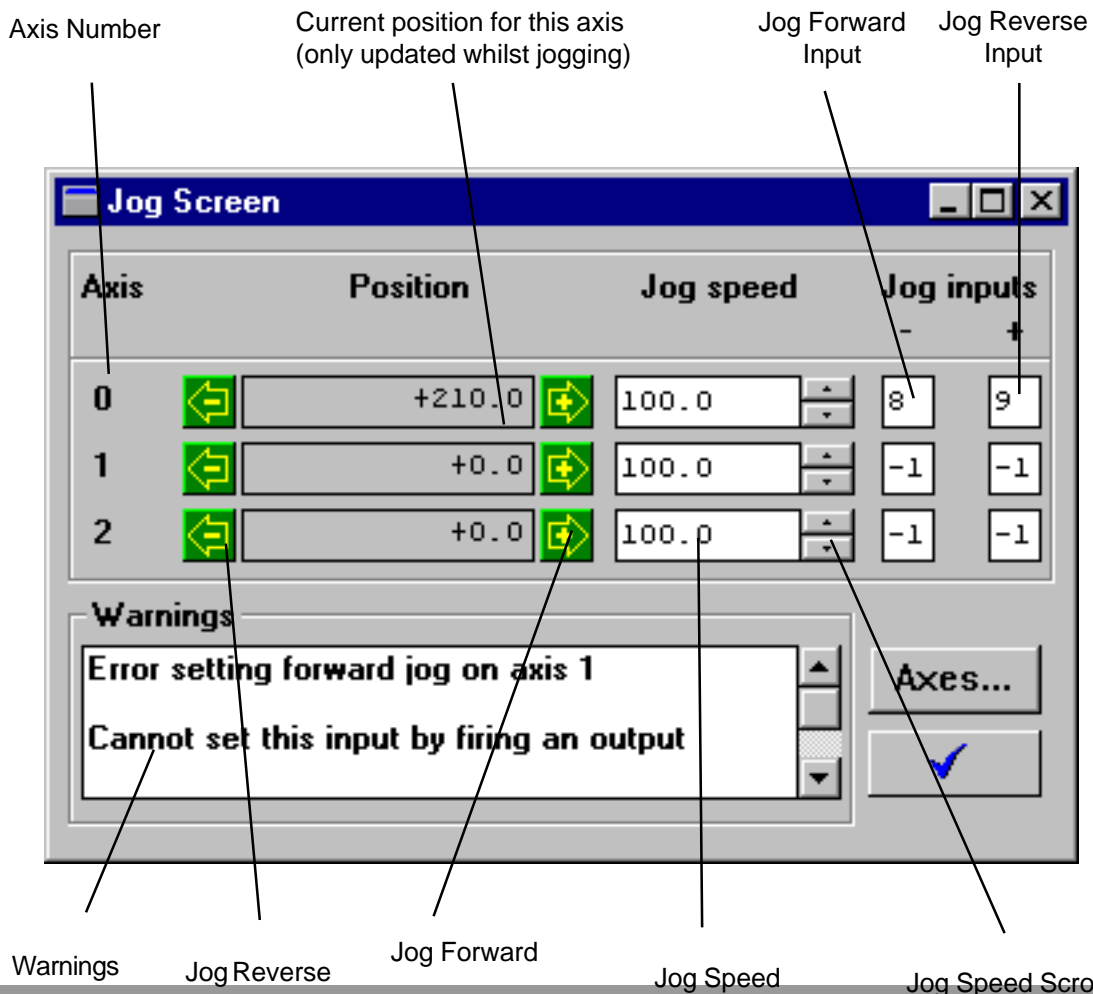 Axis Number
Current position for this axis
(only updated whilst jogging)
Jog Forward
Input
Jog Reverse
Input
Jog Screen
Axis Position Jog speed Jog inputs
- +
0 +210.0 100.0 8 9
1 +0.0 100.0 -1 -1
2 +0.0 100.0 -1 -1
Warnings
Error setting forward jog on axis 1
Cannot set this input by firing an output
Axes...
Warnings
Jog Reverse
Jog Forward
Jog Speed
Jog Speed Scro